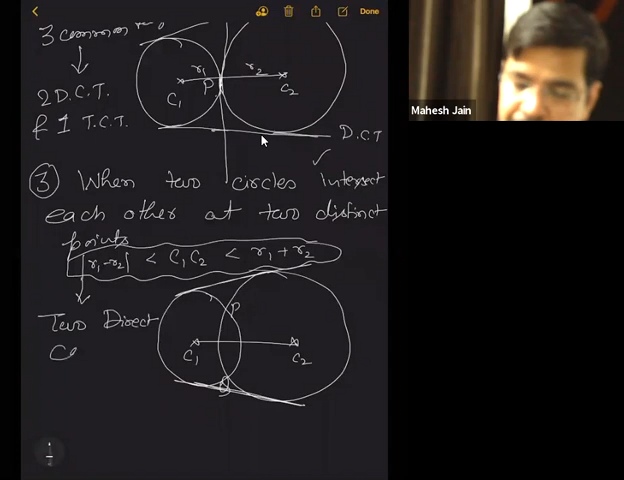 Done
3 common
r₁ r₂
P
C₁ C₂
2 D.C.T.
& 1 T.C.T.
D.C.T
③ When two circles intersect
each other at two distinct
points
|r₁-r₂| < C₁C₂ < r₁+r₂
Two Direct
P
C₁ C₂
Mahesh Jain